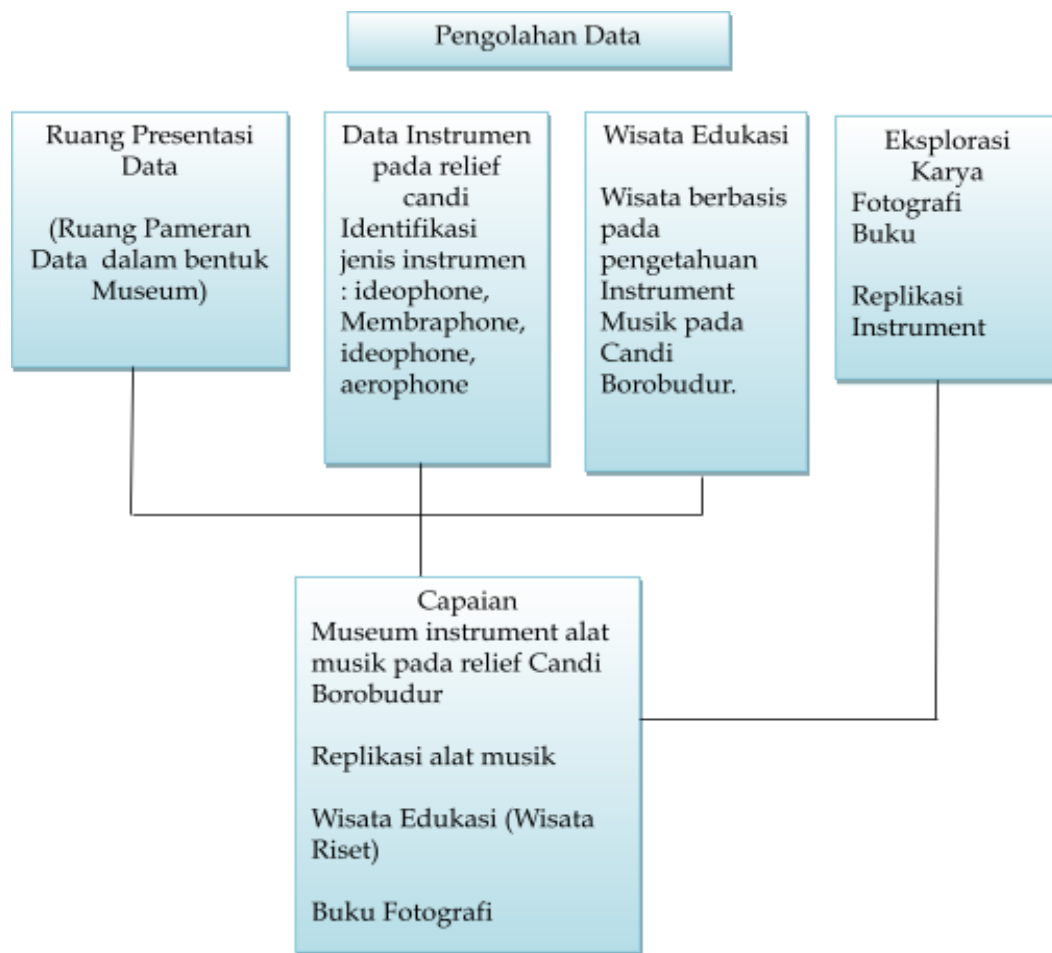 Pengolahan Data
Ruang Presentasi
Data
(Ruang Pameran
Data dalam bentuk
Museum)
Data Instrumen
pada relief
candi
Identifikasi
jenis instrumen
: ideophone,
Membraphone,
ideophone,
aerophone
Wisata Edukasi
Wisata berbasis
pada
pengetahuan
Instrument
Musik pada
Candi
Borobudur.
Eksplorasi
Karya
Fotografi
Buku
Replikasi
Instrument
Capaian
Museum instrument alat
musik pada relief Candi
Borobudur
Replikasi alat musik
Wisata Edukasi (Wisata
Riset)
Buku Fotografi